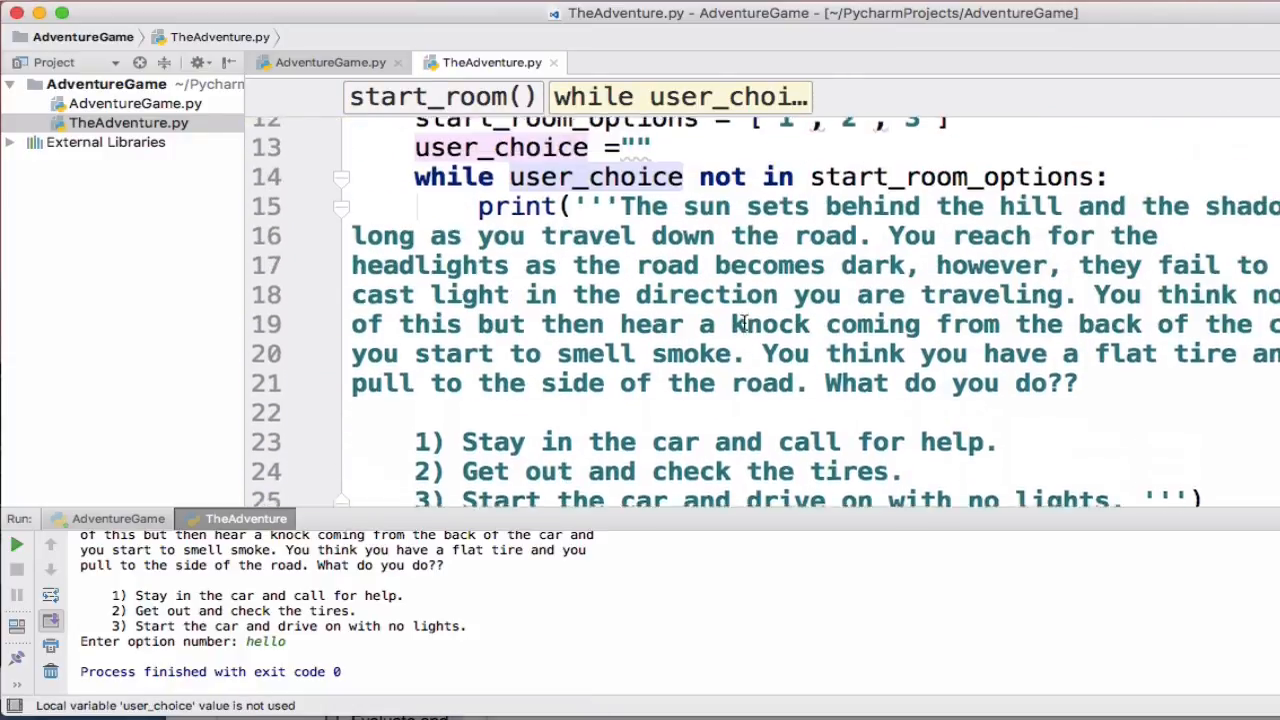 TheAdventure.py - AdventureGame - [~/PycharmProjects/AdventureGame]
AdventureGame
TheAdventure.py
Project
AdventureGame.py
TheAdventure.py
AdventureGame ~/Pycharm
AdventureGame.py
TheAdventure.py
External Libraries
start_room()
while user_choi…
12 start_room_options = ['1', '2', '3']
13 user_choice =""
14 while user_choice not in start_room_options:
15 print('''The sun sets behind the hill and the shado
16 long as you travel down the road. You reach for the
17 headlights as the road becomes dark, however, they fail to
18 cast light in the direction you are traveling. You think no
19 of this but then hear a knock coming from the back of the c
20 you start to smell smoke. You think you have a flat tire an
21 pull to the side of the road. What do you do??
22
23 1) Stay in the car and call for help.
24 2) Get out and check the tires.
25 3) Start the car and drive on with no lights. ''')
Run: AdventureGame TheAdventure
of this but then hear a knock coming from the back of the car and
you start to smell smoke. You think you have a flat tire and you
pull to the side of the road. What do you do??
1) Stay in the car and call for help.
2) Get out and check the tires.
3) Start the car and drive on with no lights.
Enter option number: hello
Process finished with exit code 0
Local variable 'user_choice' value is not used
Evaluate and